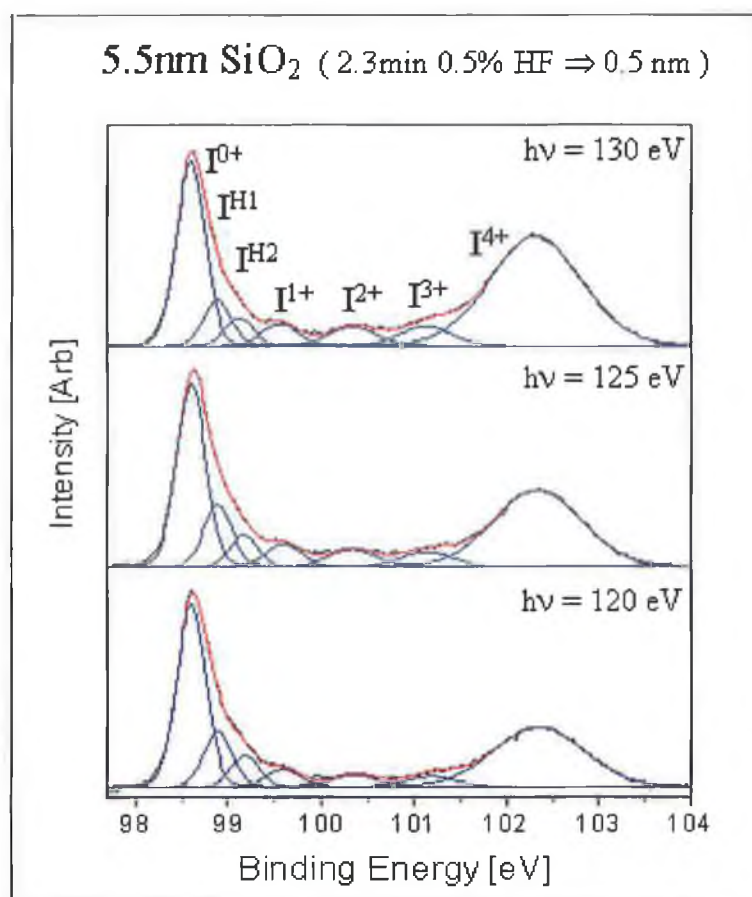 5.5nm SiO₂ ( 2.3min 0.5% HF ⇒ 0.5 nm )
hν = 130 eV
I⁰⁺
Iᴴ¹
Iᴴ²
I¹⁺
I²⁺
I³⁺
I⁴⁺
hν = 125 eV
hν = 120 eV
Intensity [Arb]
98 99 100 101 102 103 104
Binding Energy [eV]